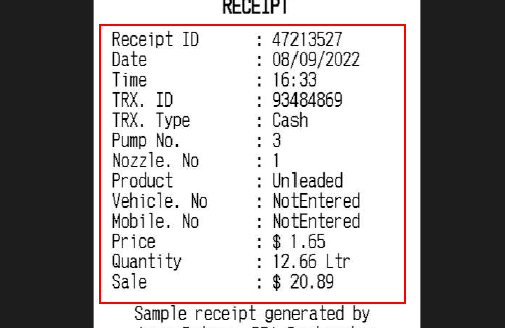 RECEIPT
Receipt ID : 47213527
Date : 08/09/2022
Time : 16:33
TRX. ID : 93484869
TRX. Type : Cash
Pump No. : 3
Nozzle. No : 1
Product : Unleaded
Vehicle. No : NotEntered
Mobile. No : NotEntered
Price : $ 1.65
Quantity : 12.66 Ltr
Sale : $ 20.89
Sample receipt generated by